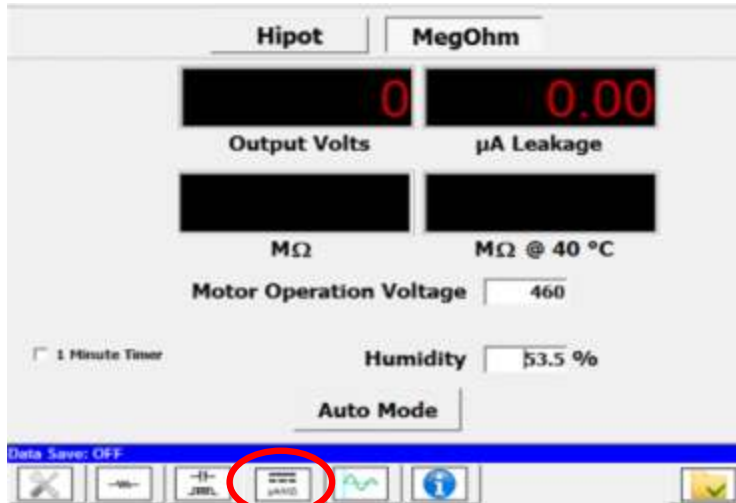 Hipot MegOhm
0 0.00
Output Volts µA Leakage
MΩ MΩ @ 40 °C
Motor Operation Voltage 460
1 Minute Timer Humidity 53.5 %
Auto Mode
Data Save: OFF